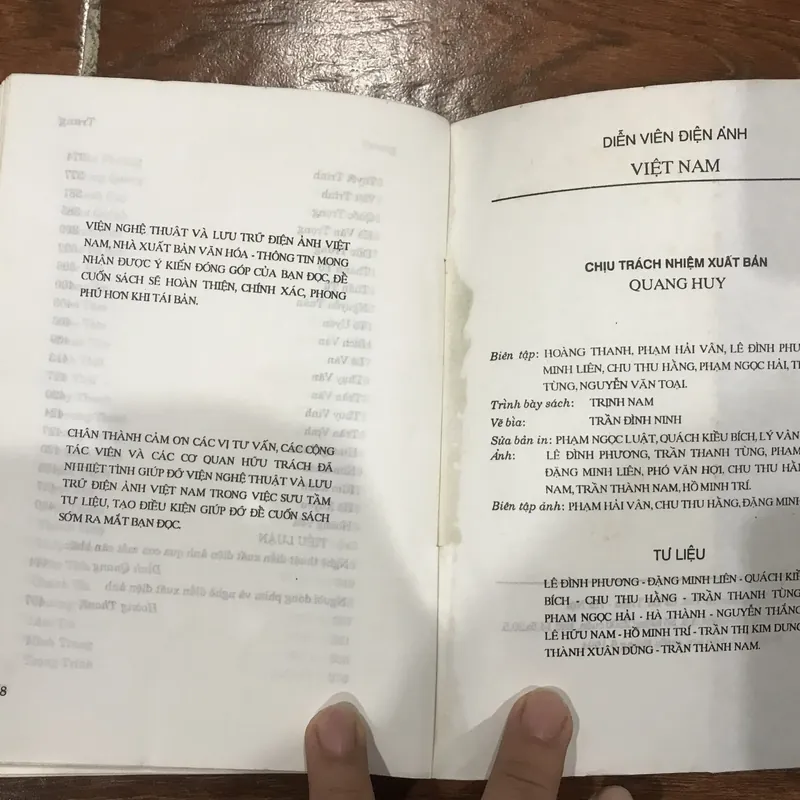 VIỆN NGHỆ THUẬT VÀ LƯU TRỮ ĐIỆN ẢNH VIỆT
NAM, NHÀ XUẤT BẢN VĂN HÓA - THÔNG TIN MONG
NHẬN ĐƯỢC Ý KIẾN ĐÓNG GÓP CỦA BẠN ĐỌC, ĐỂ
CUỐN SÁCH SẼ HOÀN THIỆN, CHÍNH XÁC, PHONG
PHÚ HƠN KHI TÁI BẢN.
CHÂN THÀNH CẢM ƠN CÁC VỊ TƯ VẤN, CÁC CỘNG
TÁC VIÊN VÀ CÁC CƠ QUAN HỮU TRÁCH ĐÃ
NHIỆT TÌNH GIÚP ĐỠ VIỆN NGHỆ THUẬT VÀ LƯU
TRỮ ĐIỆN ẢNH VIỆT NAM TRONG VIỆC SƯU TẦM
TƯ LIỆU, TẠO ĐIỀU KIỆN GIÚP ĐỠ ĐỂ CUỐN SÁCH
SỚM RA MẮT BẠN ĐỌC.
8
DIỄN VIÊN ĐIỆN ẢNH
VIỆT NAM
CHỊU TRÁCH NHIỆM XUẤT BẢN
QUANG HUY
Biên tập: HOÀNG THANH, PHẠM HẢI VÂN, LÊ ĐÌNH PHƯ
MINH LIÊN, CHU THU HẰNG, PHẠM NGỌC HẢI, T
TÙNG, NGUYỄN VĂN TOẠI.
Trình bày sách: TRỊNH NAM
Vẽ bìa: TRẦN ĐÌNH NINH
Sửa bản in: PHẠM NGỌC LUẬT, QUÁCH KIỀU BÍCH, LÝ VÂN
Ảnh: LÊ ĐÌNH PHƯƠNG, TRẦN THANH TÙNG, PHẠM
ĐẶNG MINH LIÊN, PHÓ VĂN HỢI, CHU THU HẰN
NAM, TRẦN THÀNH NAM, HỒ MINH TRÍ.
Biên tập ảnh: PHẠM HẢI VÂN, CHU THU HẰNG, ĐẶNG MINH
TƯ LIỆU
LÊ ĐÌNH PHƯƠNG - ĐẶNG MINH LIÊN - QUÁCH KIỀ
BÍCH - CHU THU HẰNG - TRẦN THANH TÙNG
PHẠM NGỌC HẢI - HÀ THÀNH - NGUYỄN THẮNG
LÊ HỮU NAM - HỒ MINH TRÍ - TRẦN THỊ KIM DUNG
THÀNH XUÂN DŨNG - TRẦN THÀNH NAM.